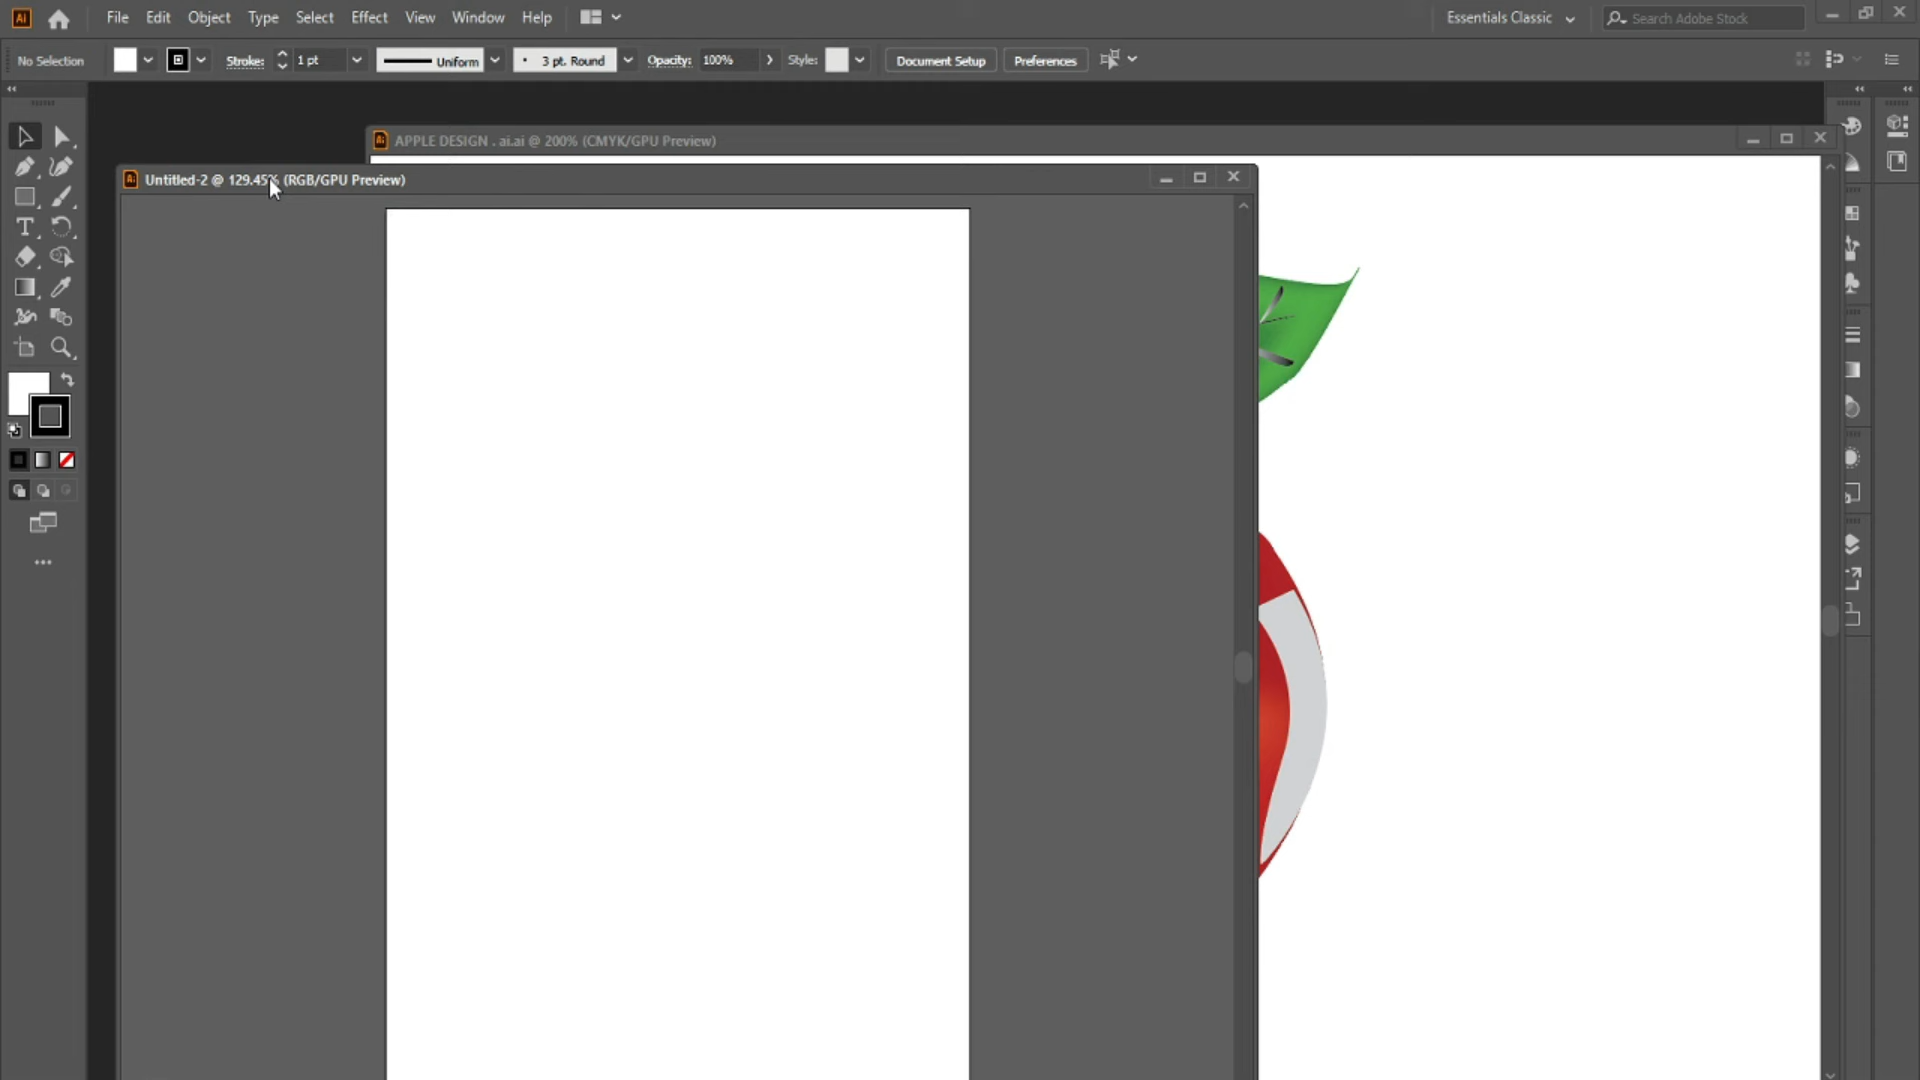 Ai File Edit Object Type Select Effect View Window Help Essentials Classic Search Adobe Stock
No Selection Stroke: 1 pt Uniform 3 pt. Round Opacity: 100% Style: Document Setup Preferences
Ai APPLE DESIGN . ai.ai @ 200% (CMYK/GPU Preview)
Ai Untitled-2 @ 129.45% (RGB/GPU Preview)